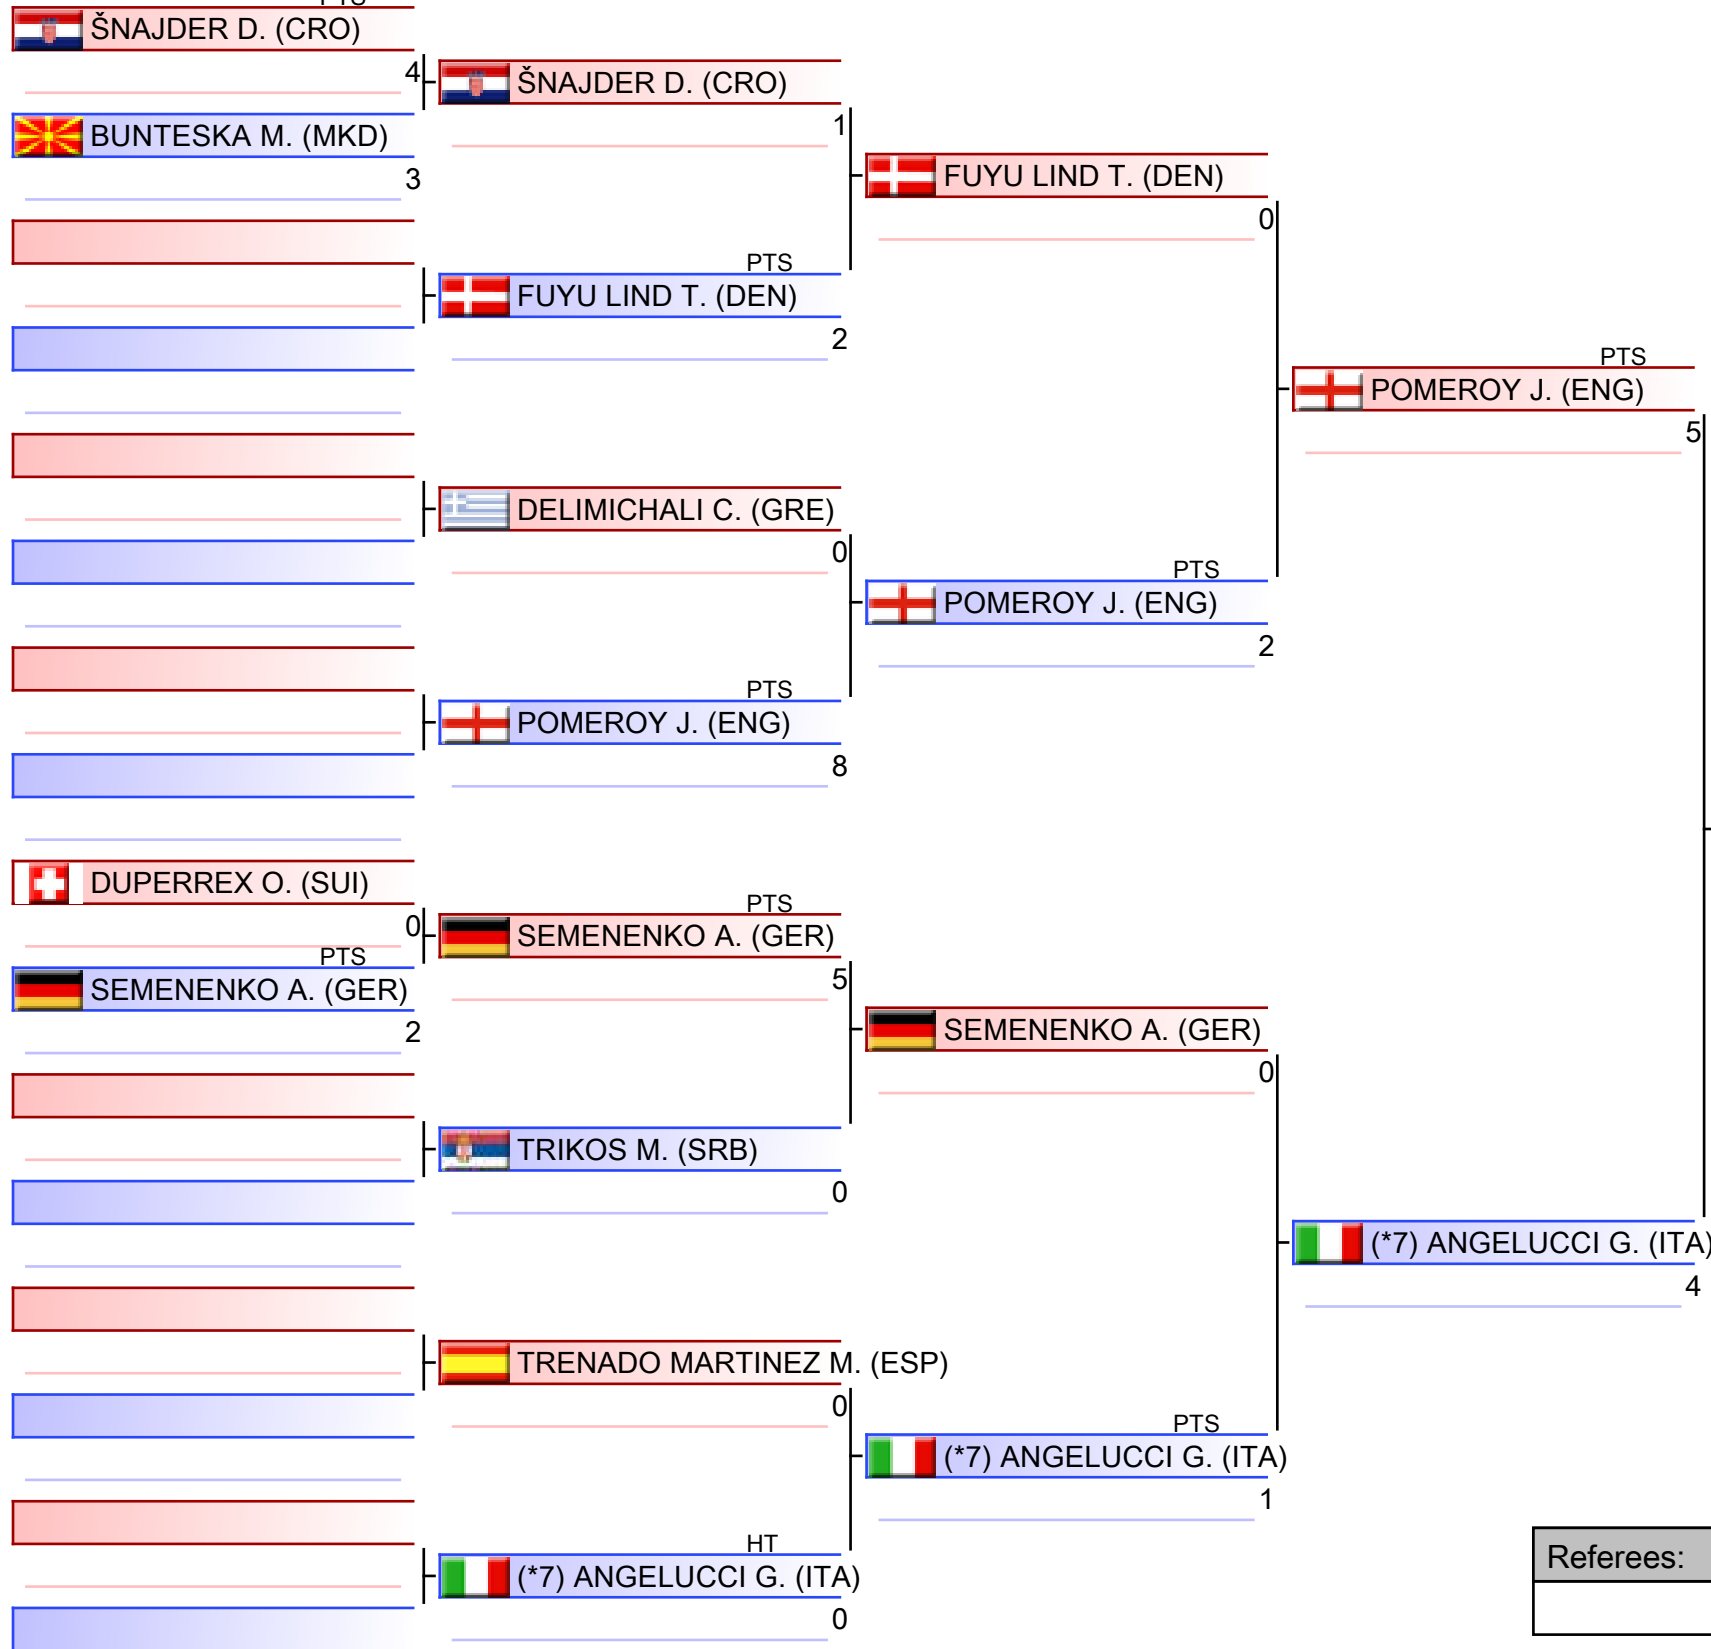 PTS
ŠNAJDER D. (CRO)
4
BUNTESKA M. (MKD)
3
DUPERREX O. (SUI)
0
PTS
SEMENENKO A. (GER)
2
ŠNAJDER D. (CRO)
1
PTS
FUYU LIND T. (DEN)
2
DELIMICHALI C. (GRE)
0
PTS
POMEROY J. (ENG)
8
PTS
SEMENENKO A. (GER)
5
TRIKOS M. (SRB)
0
TRENADO MARTINEZ M. (ESP)
0
HT
(*7) ANGELUCCI G. (ITA)
0
FUYU LIND T. (DEN)
0
PTS
POMEROY J. (ENG)
2
SEMENENKO A. (GER)
0
PTS
(*7) ANGELUCCI G. (ITA)
1
PTS
POMEROY J. (ENG)
5
(*7) ANGELUCCI G. (ITA)
4
Referees: